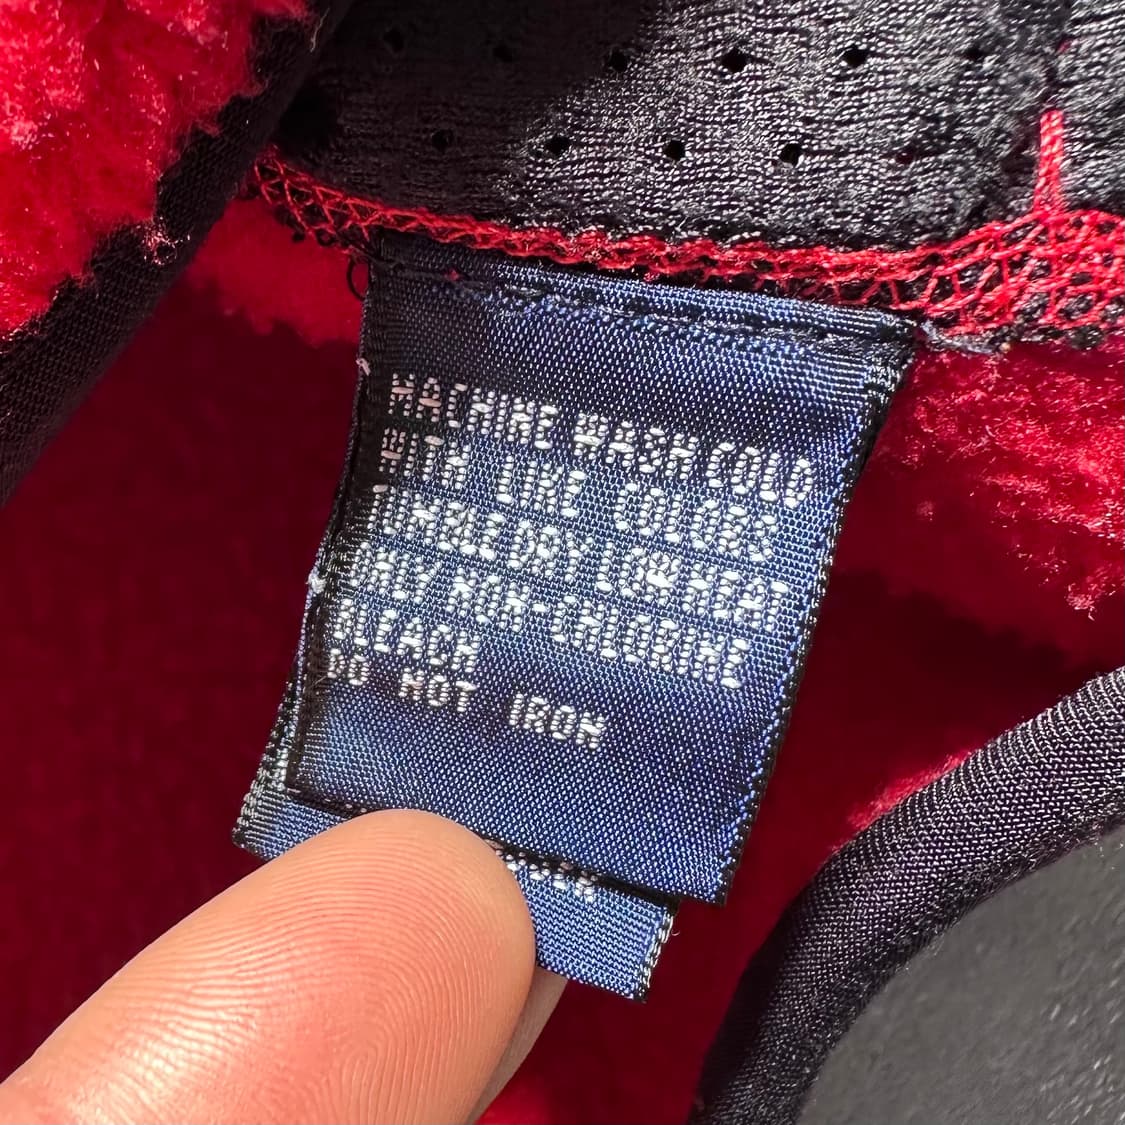 MACHINE WASH COLD
WITH LIKE COLORS
TUMBLE DRY LOW HEAT
ONLY NON-CHLORINE
BLEACH
DO NOT IRON